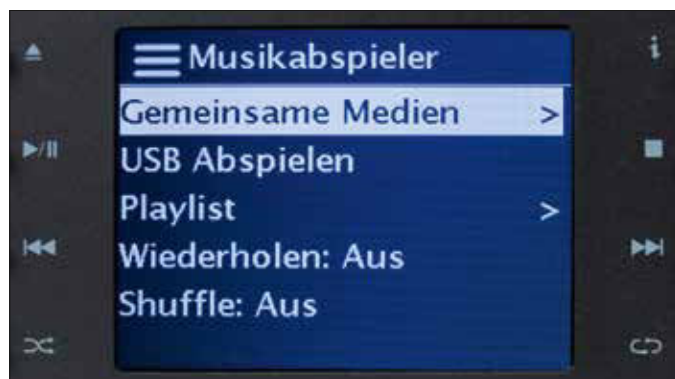 Musikabspieler
Gemeinsame Medien >
USB Abspielen
Playlist >
Wiederholen: Aus
Shuffle: Aus